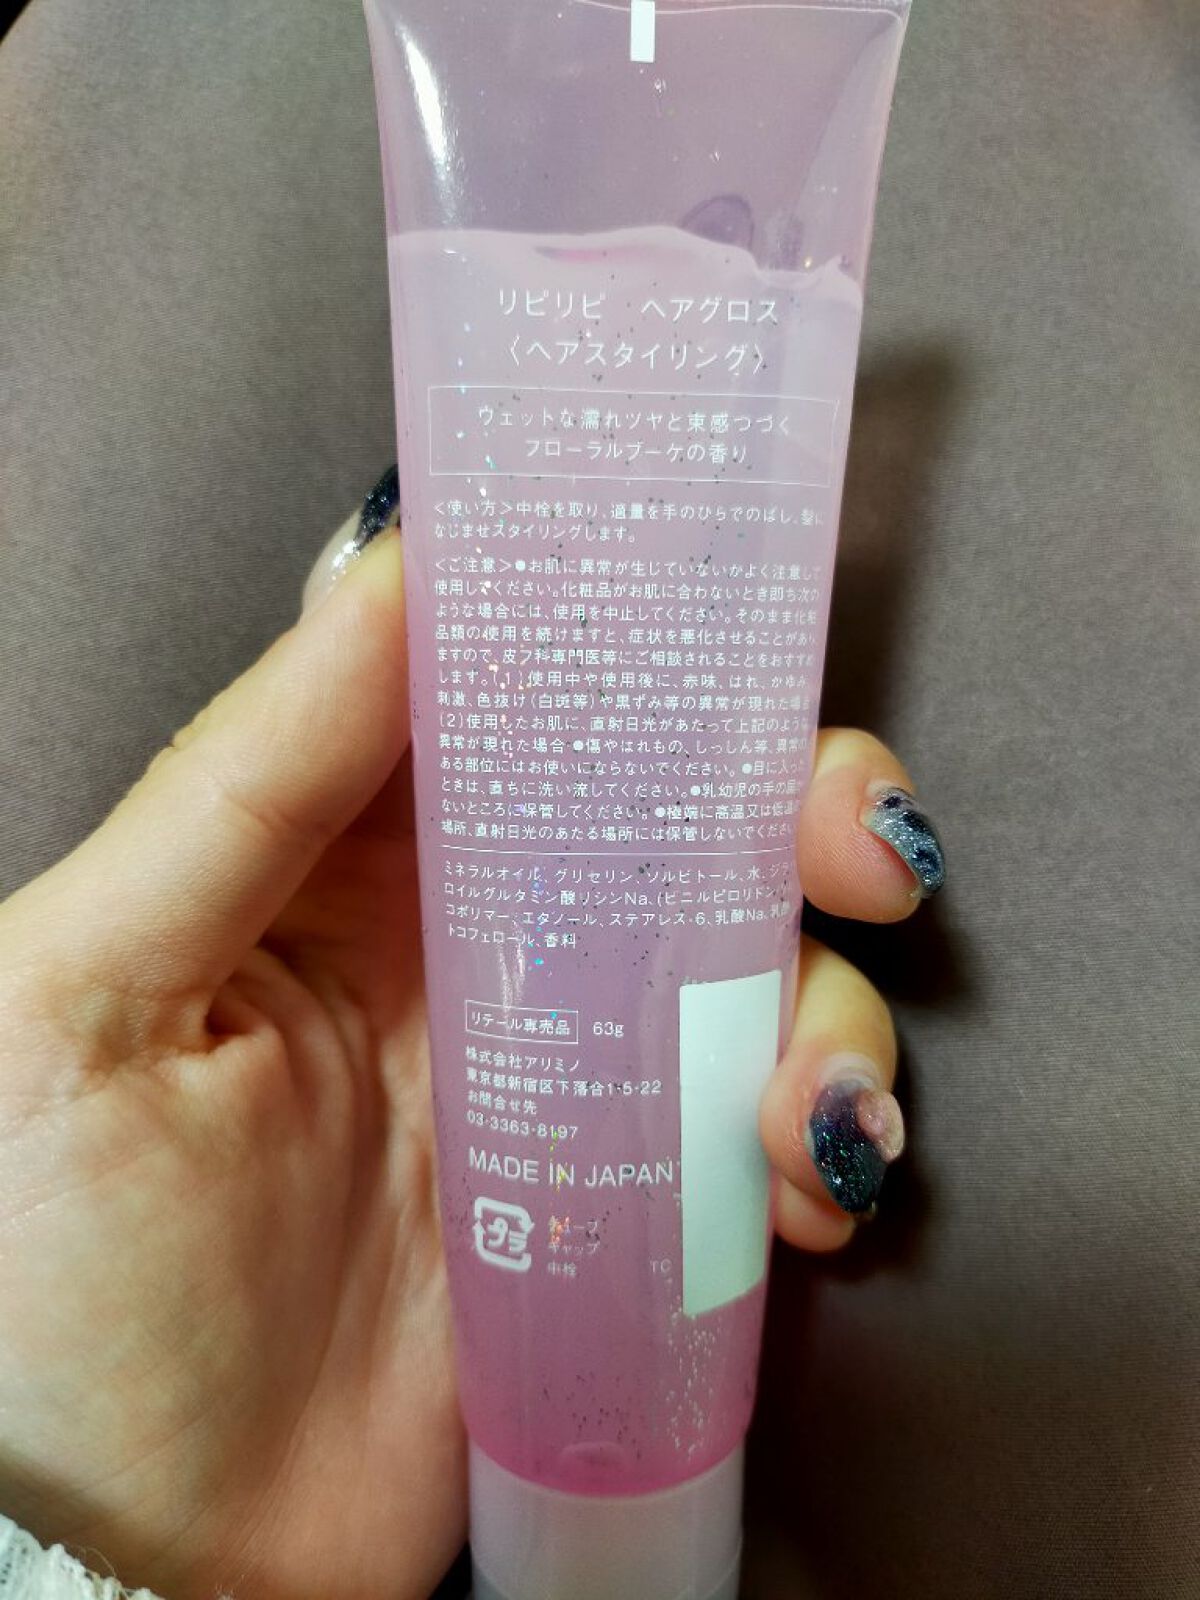 リピリピ　ヘアグロス
〈ヘアスタイリング〉
ウェットな濡れツヤと束感つづく
フローラルブーケの香り
＜使い方＞中栓を取り、適量を手のひらでのばし、髪に
なじませスタイリングします。
＜ご注意＞●お肌に異常が生じていないかよく注意して
使用してください。化粧品がお肌に合わないとき即ち次の
ような場合には、使用を中止してください。そのまま化粧
品類の使用を続けますと、症状を悪化させることがあり
ますので、皮フ科専門医等にご相談されることをおすすめ
します。(1)使用中や使用後に、赤味、はれ、かゆみ、
刺激、色抜け(白斑等)や黒ずみ等の異常が現れた場合
(2)使用したお肌に、直射日光があたって上記のような
異常が現れた場合 ●傷やはれもの、しっしん等、異常の
ある部位にはお使いにならないでください。●目に入った
ときは、直ちに洗い流してください。●乳幼児の手の届か
ないところに保管してください。●極端に高温又は低温の
場所、直射日光のあたる場所には保管しないでください
ミネラルオイル、グリセリン、ソルビトール、水、ジラ
ロイルグルタミン酸リシンNa、(ビニルピロリドン
コポリマー、エタノール、ステアレス-6、乳酸Na、乳酸
トコフェロール、香料
リテール専売品 63g
株式会社アリミノ
東京都新宿区下落合1-5-22
お問合せ先
03-3363-8197
MADE IN JAPAN
プラ
チューブ
キャップ
中栓 TC